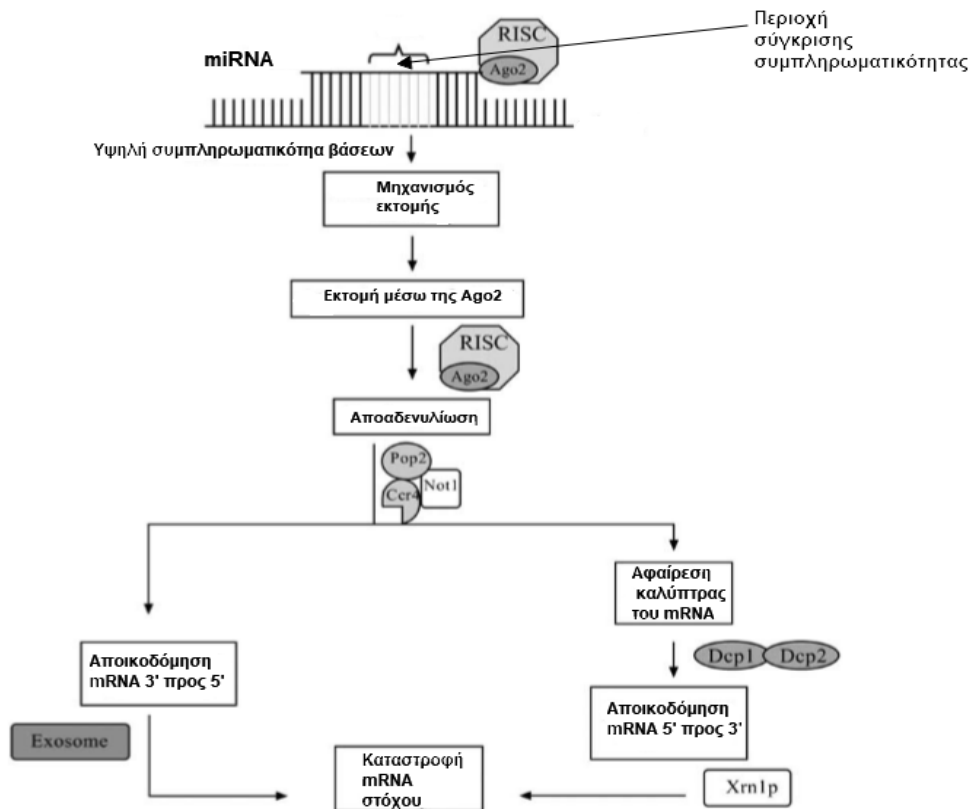 Περιοχή
σύγκρισης
συμπληρωματικότητας
RISC
Ago2
miRNA
Υψηλή συμπληρωματικότηα βάσεων
Μηχανισμός
εκτομής
Εκτομή μέσω της Ago2
RISC
Ago2
Αποαδενυλίωση
Pop2
Ccr4
Not1
Αφαίρεση
καλύπτρας
του mRNA
Dcp1
Dcp2
Αποικοδόμηση
mRNA 3' προς 5'
Αποικοδόμηση
mRNA 5' προς 3'
Exosome
Καταστροφή
mRNA
στόχου
Xrn1p